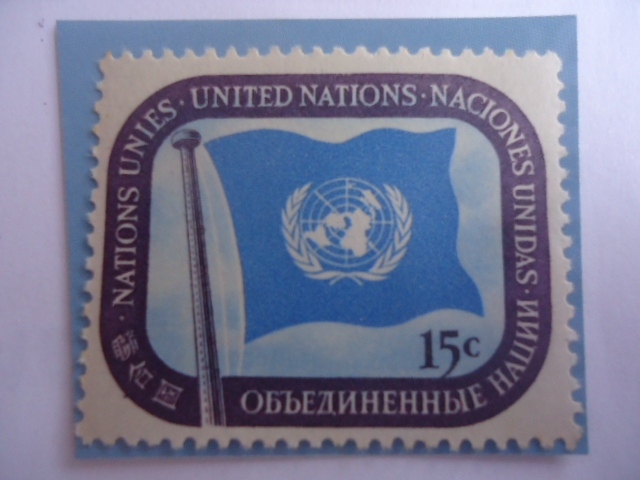 NATIONS UNIES · UNITED NATIONS · NACIONES UNIDAS ·
ОБЪЕДИНЕННЫЕ НАЦИИ
15c